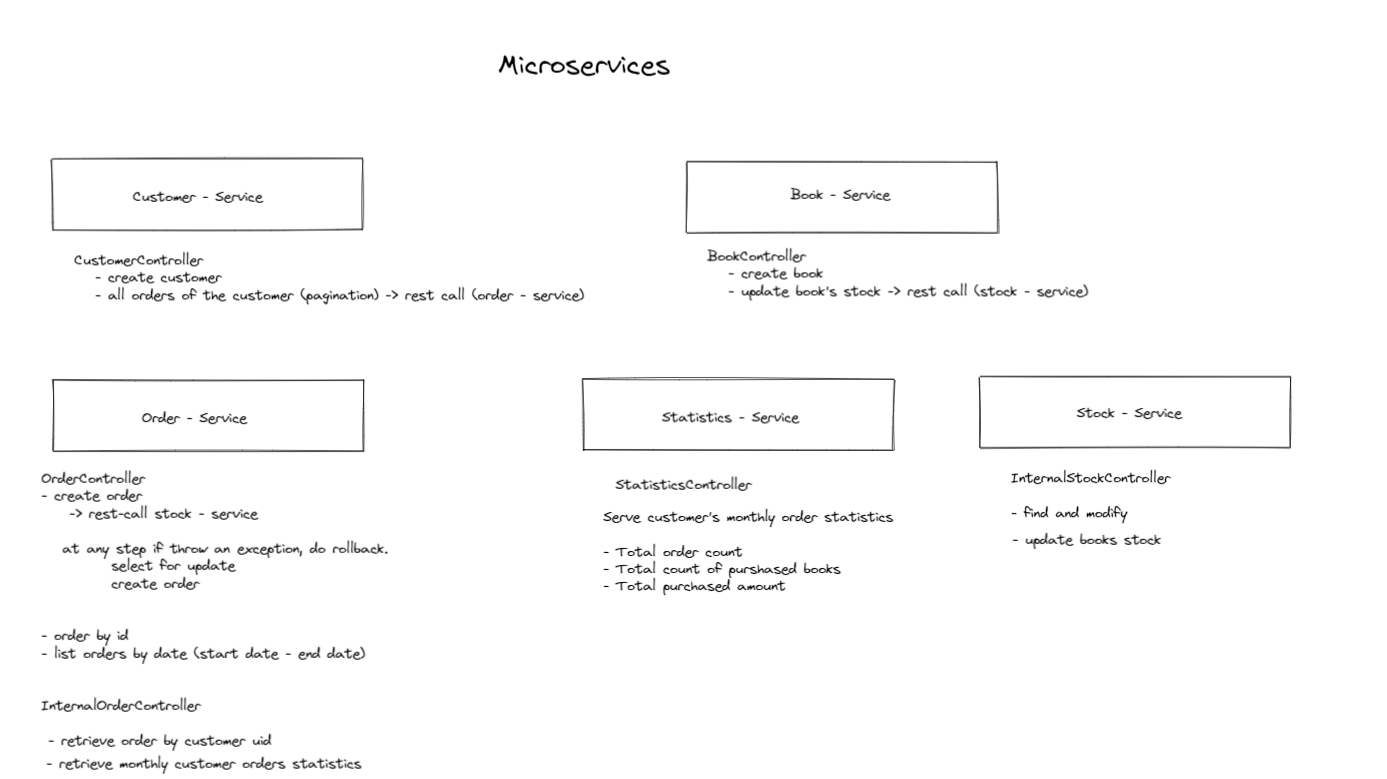 Microservices
Customer - Service
CustomerController
- create customer
- all orders of the customer (pagination) -> rest call (order - service)
Book - Service
BookController
- create book
- update book's stock -> rest call (stock - service)
Order - Service
OrderController
- create order
-> rest-call stock - service
at any step if throw an exception, do rollback.
select for update
create order
- order by id
- list orders by date (start date - end date)
InternalOrderController
- retrieve order by customer uid
- retrieve monthly customer orders statistics
Statistics - Service
StatisticsController
Serve customer's monthly order statistics
- Total order count
- Total count of purshased books
- Total purchased amount
Stock - Service
InternalStockController
- find and modify
- update books stock